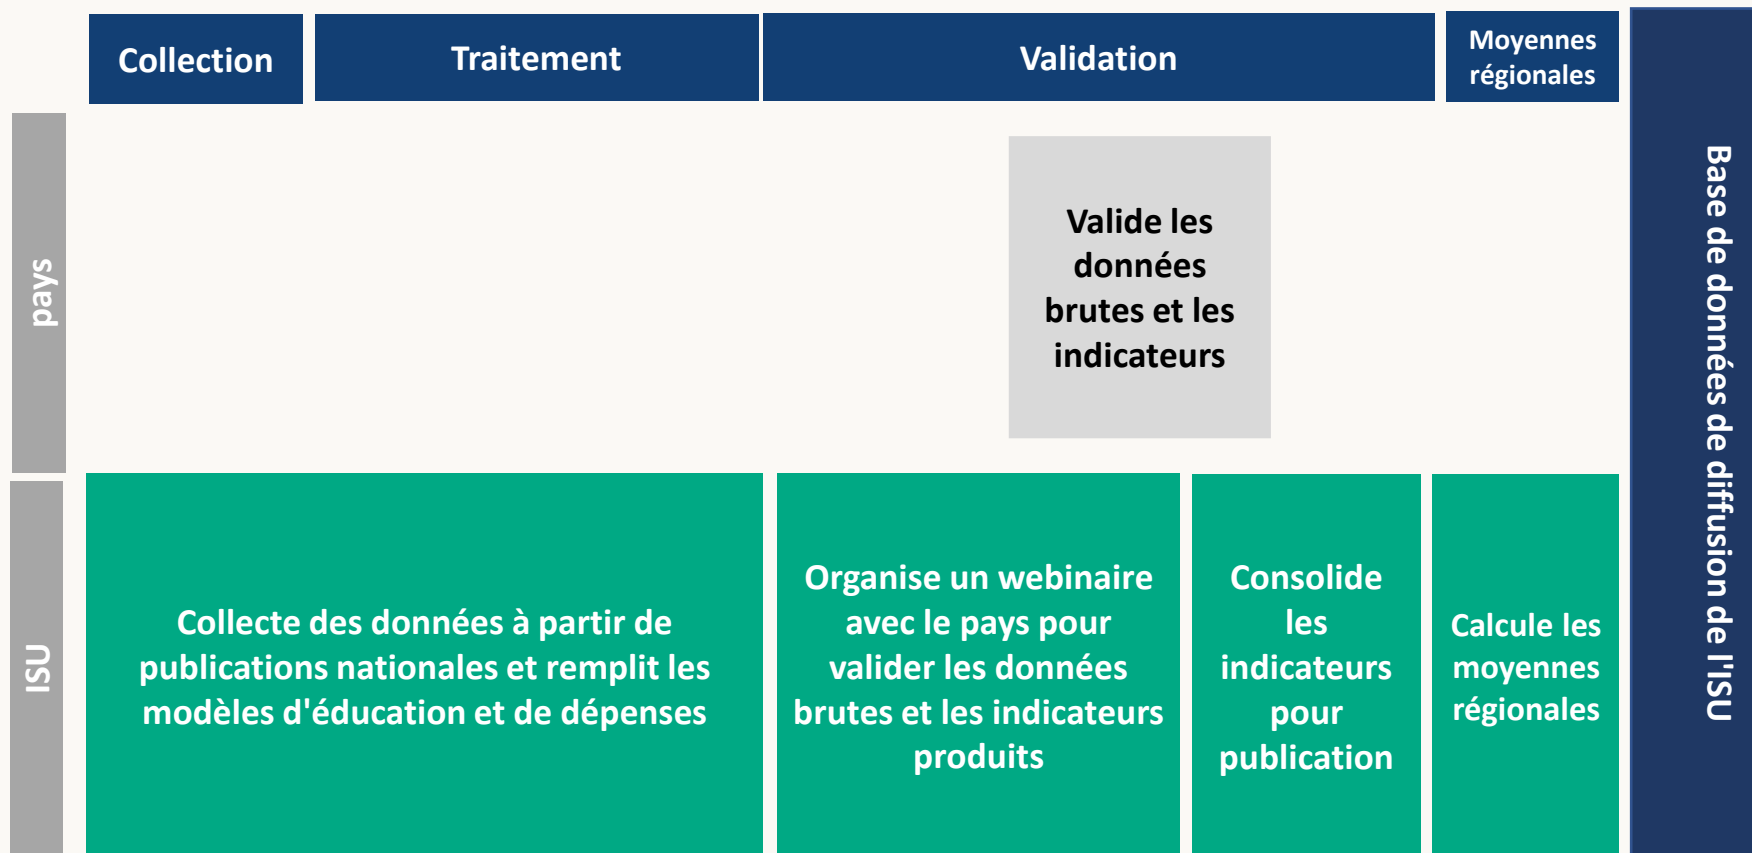 Collection
Traitement
Validation
Moyennes
régionales
Base de données de diffusion de l'ISU
pays
Valide les
données
brutes et les
indicateurs
ISU
Collecte des données à partir de
publications nationales et remplit les
modèles d'éducation et de dépenses
Organise un webinaire
avec le pays pour
valider les données
brutes et les indicateurs
produits
Consolide
les
indicateurs
pour
publication
Calcule les
moyennes
régionales